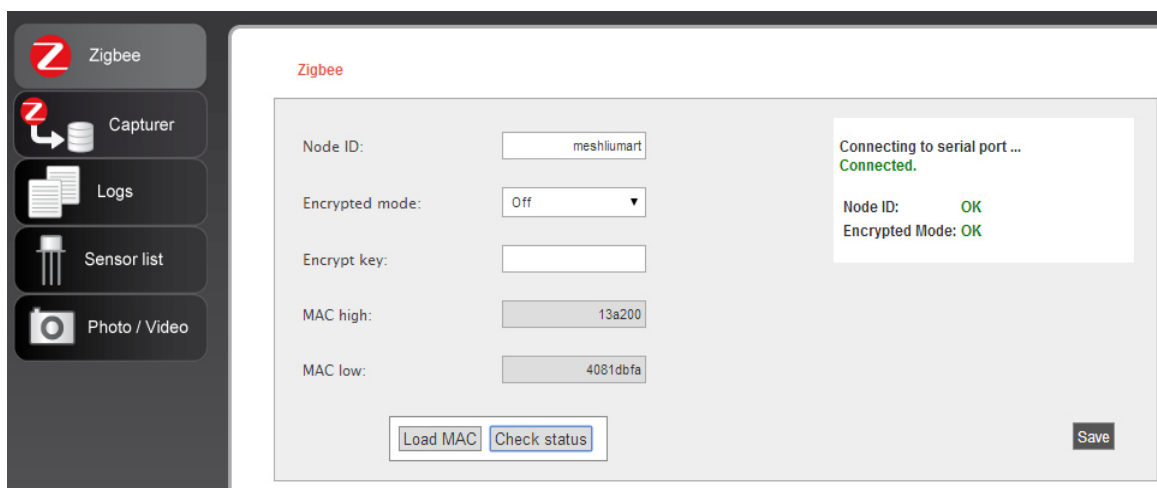 Zigbee
Capturer
Logs
Sensor list
Photo / Video
Zigbee
Node ID: meshliumart
Encrypted mode: Off
Encrypt key:
MAC high: 13a200
MAC low: 4081dbfa
Load MAC Check status
Connecting to serial port ...
Connected.
Node ID: OK
Encrypted Mode: OK
Save